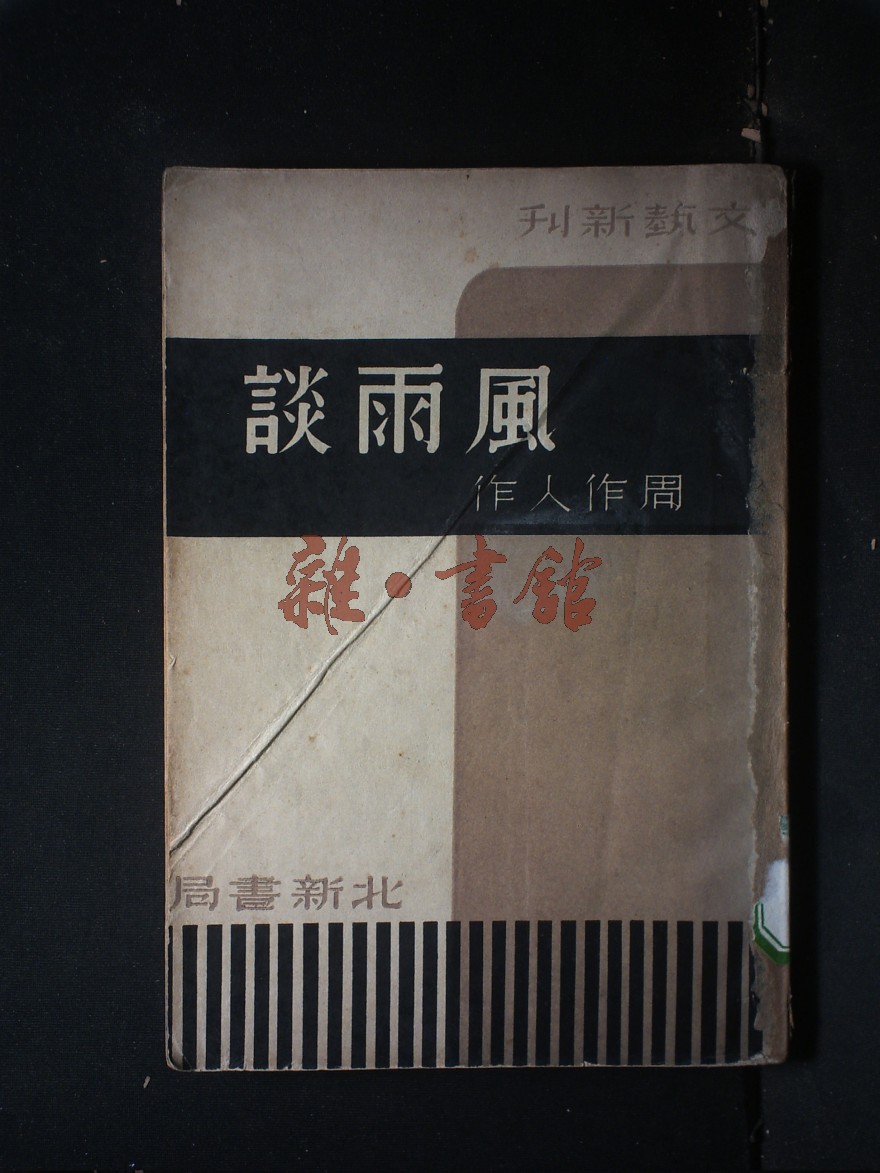 文藝新刊
風雨談
周作人作
雜·書館
北新書局